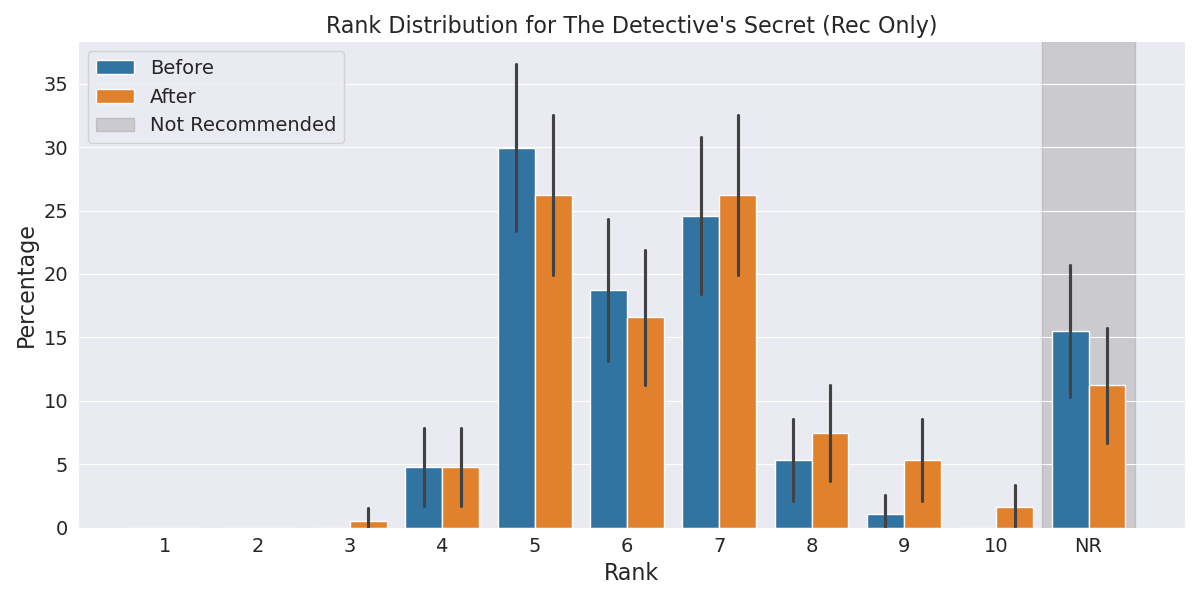 Rank Distribution for The Detective's Secret (Rec Only)
Before
After
Not Recommended
Percentage
35
30
25
20
15
10
5
0
1 2 3 4 5 6 7 8 9 10 NR
Rank